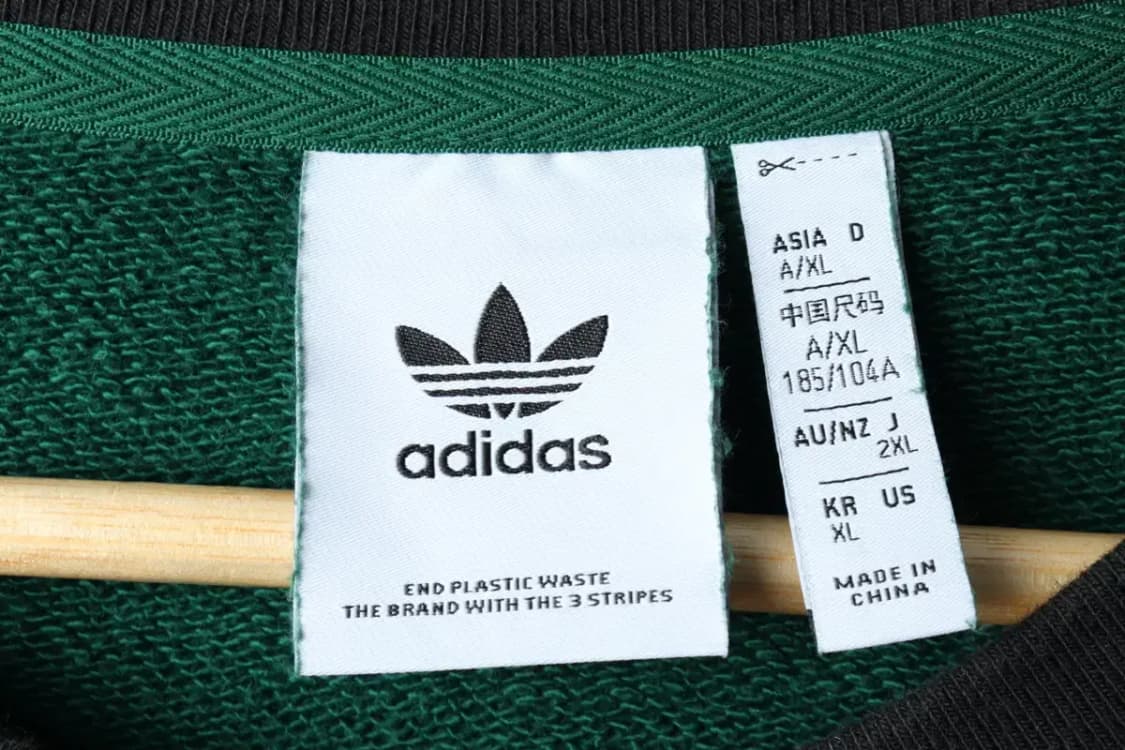 adidas
END PLASTIC WASTE
THE BRAND WITH THE 3 STRIPES
ASIA D
A/XL
中国尺码
A/XL
185/104A
AU/NZ J
2XL
KR US
XL
MADE IN
CHINA